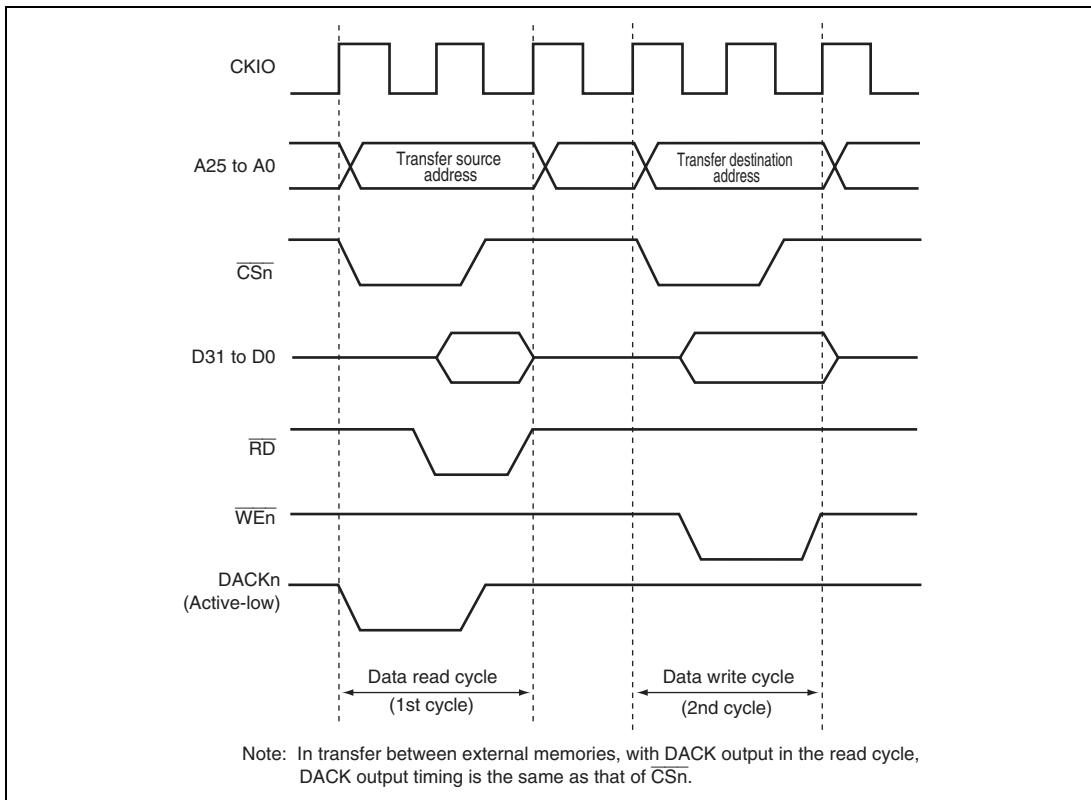 CKIO
A25 to A0
Transfer source
address
Transfer destination
address
CSn
D31 to D0
RD
WEn
DACKn
(Active-low)
Data read cycle
(1st cycle)
Data write cycle
(2nd cycle)
Note: In transfer between external memories, with DACK output in the read cycle,
DACK output timing is the same as that of CSn.